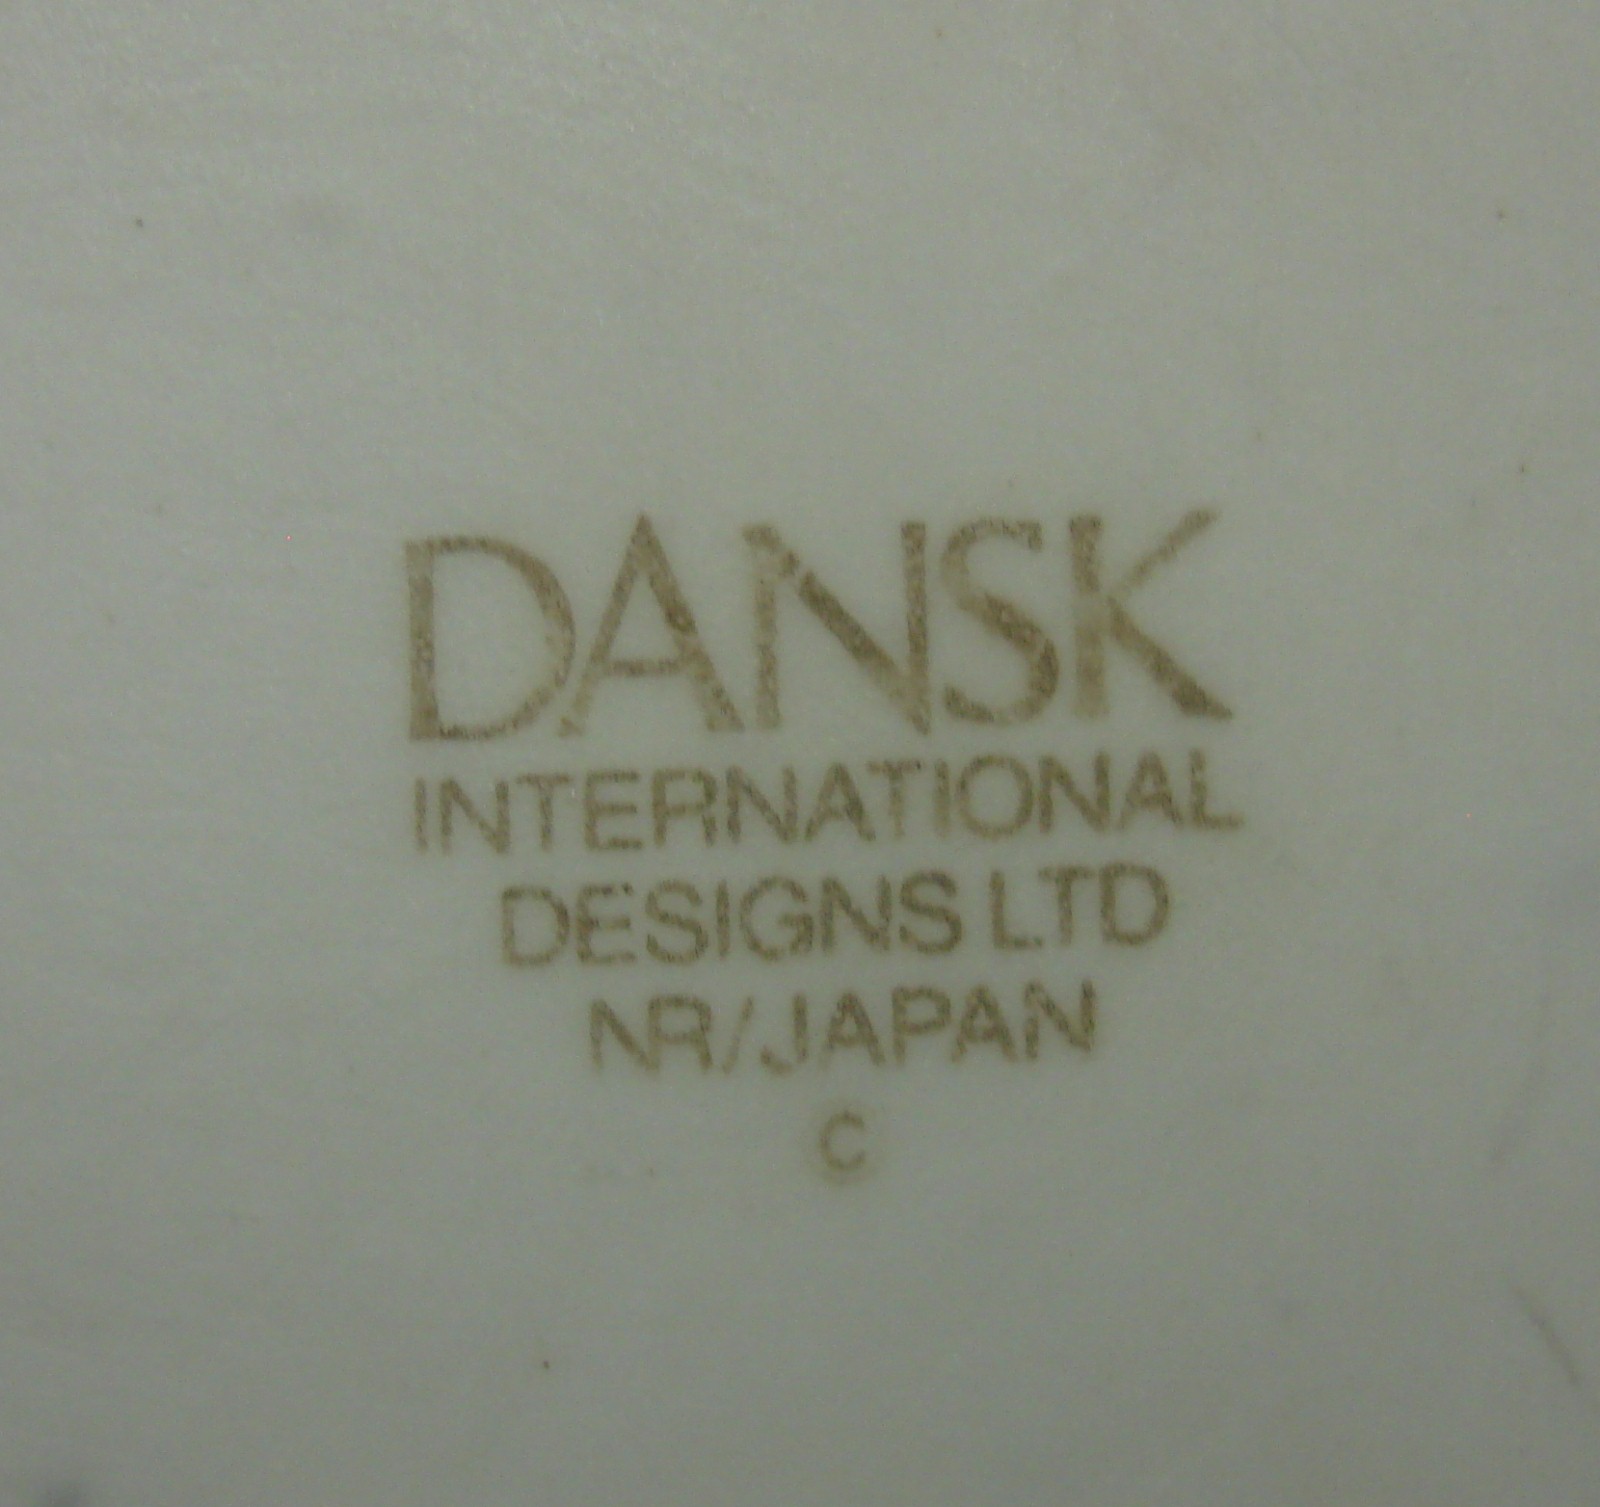 DANSK
INTERNATIONAL
DESIGNS LTD
NR/JAPAN
C